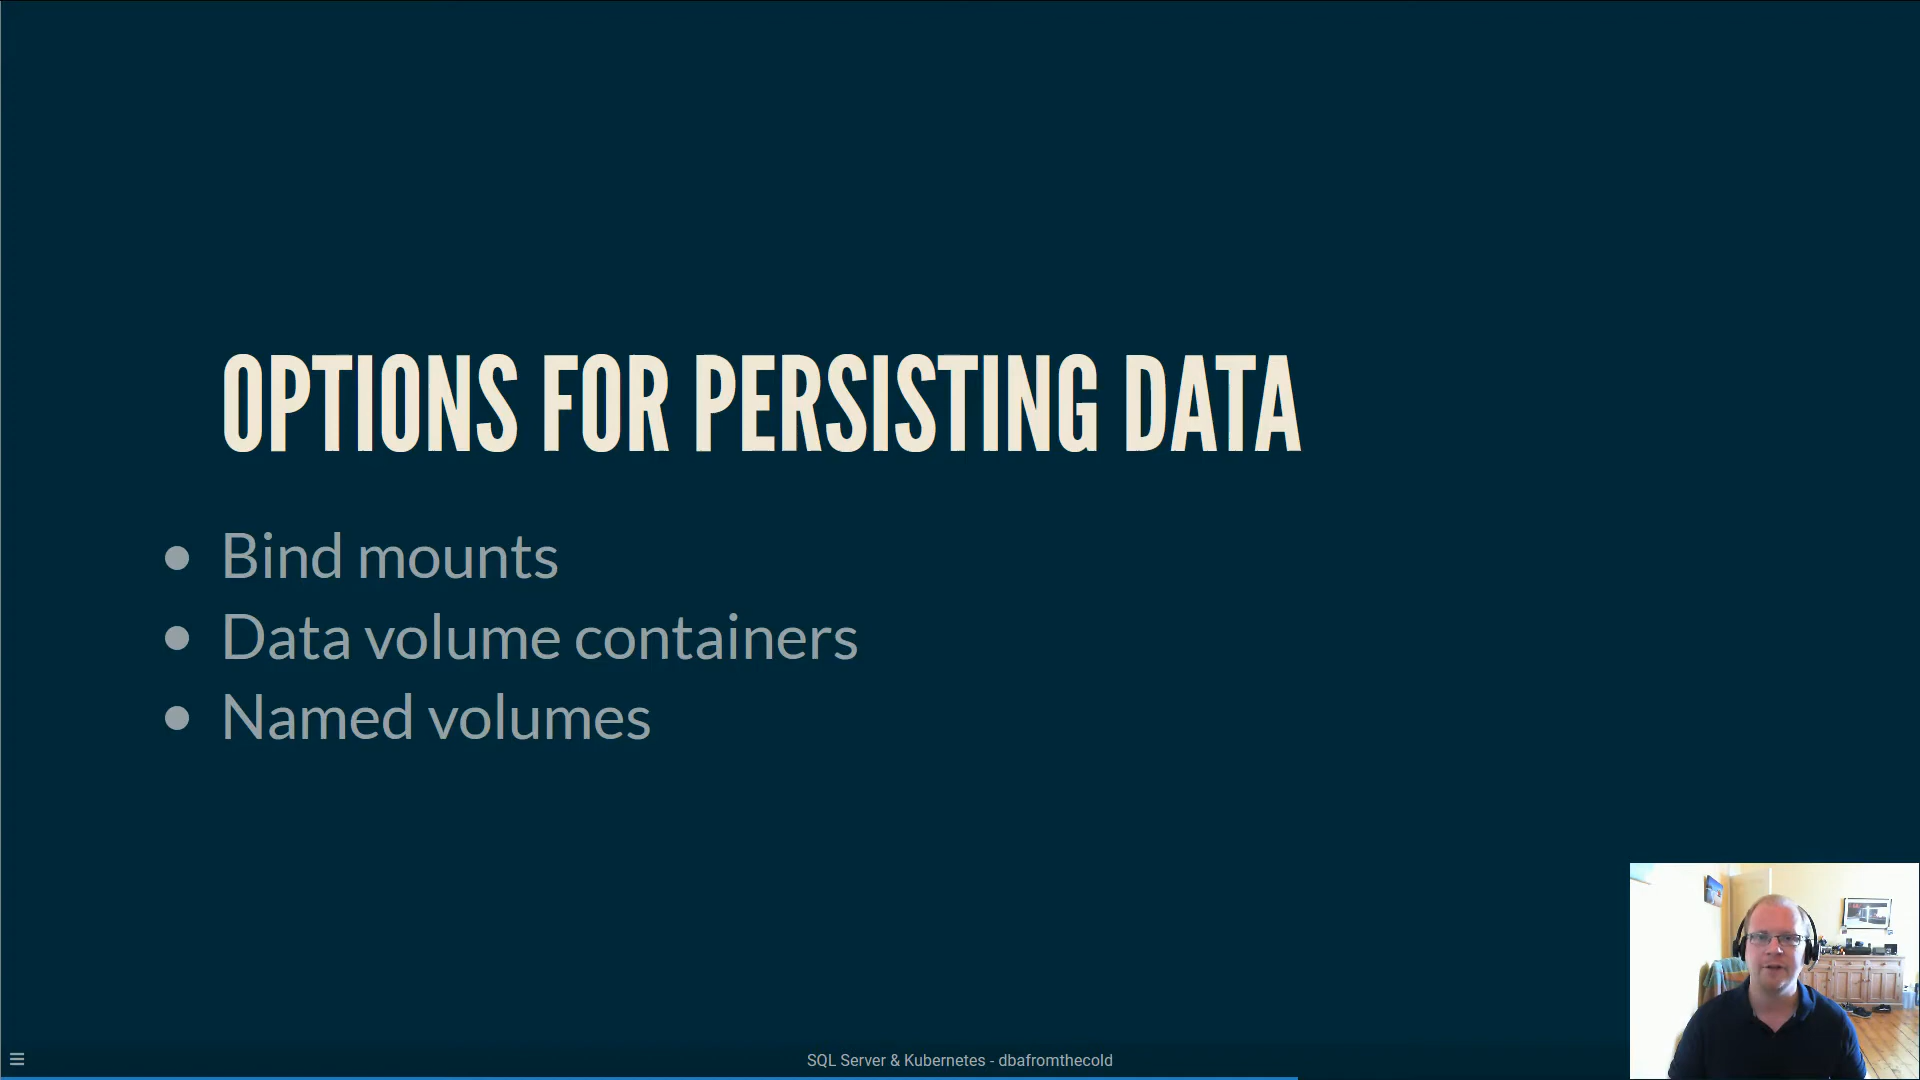 OPTIONS FOR PERSISTING DATA
Bind mounts
Data volume containers
Named volumes
SQL Server & Kubernetes - dbafromthecold